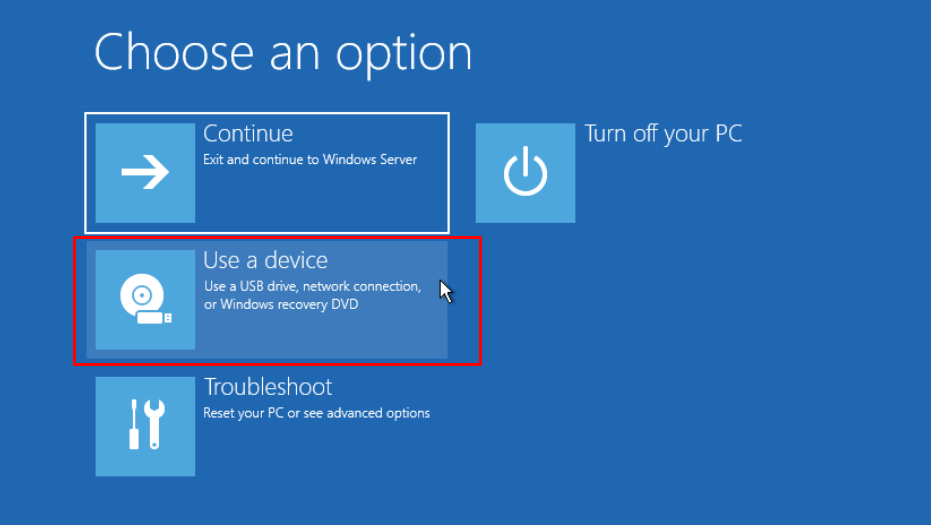 Choose an option
Continue
Exit and continue to Windows Server
Turn off your PC
Use a device
Use a USB drive, network connection,
or Windows recovery DVD
Troubleshoot
Reset your PC or see advanced options